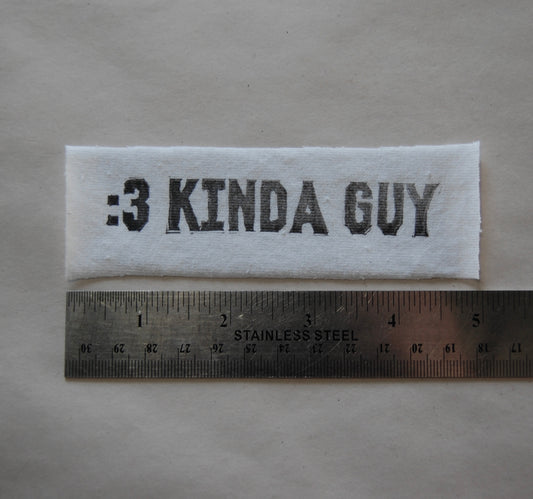 :3 KINDA GUY
1 2 3 4 5
STAINLESS STEEL
30 29 28 27 26 25 24 23 22 21 20 19 18 17